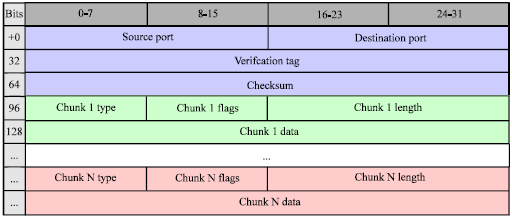 Bits 0-7 8-15 16-23 24-31
+0 Source port Destination port
32 Verifcation tag
64 Checksum
96 Chunk 1 type Chunk 1 flags Chunk 1 length
128 Chunk 1 data
... ...
... Chunk N type Chunk N flags Chunk N length
... Chunk N data